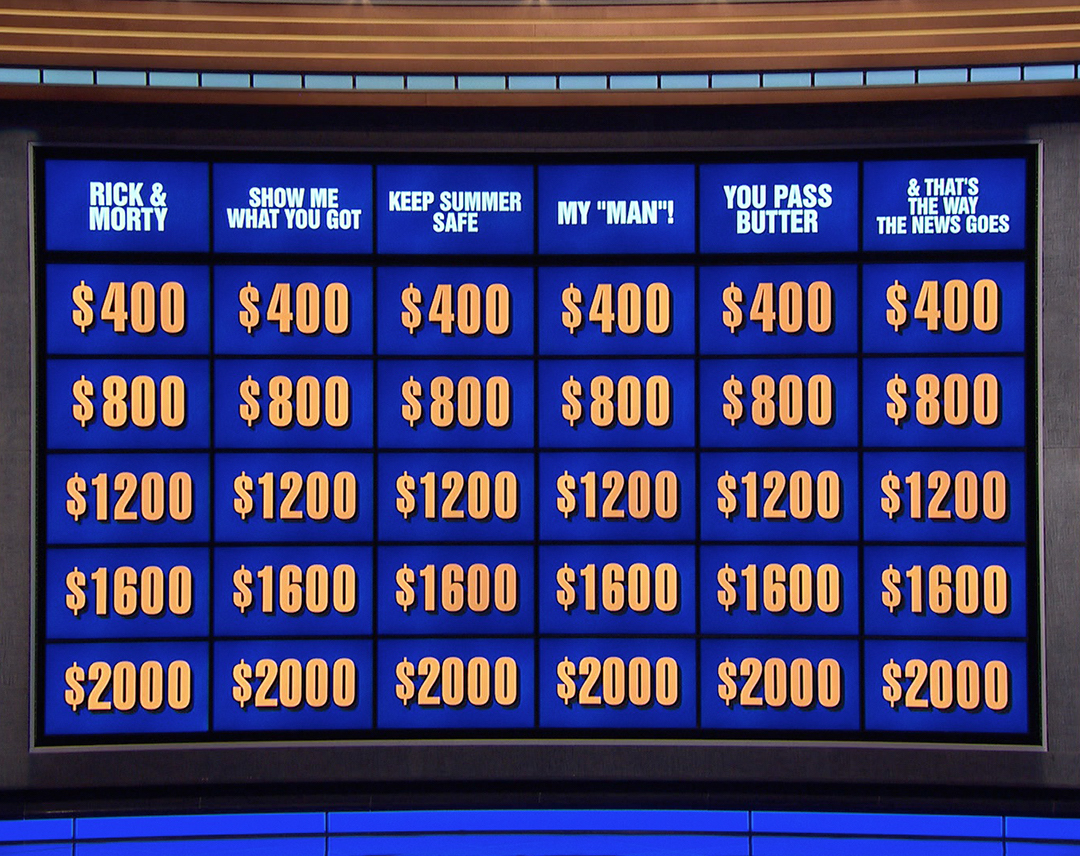 RICK &
MORTY
SHOW ME
WHAT YOU GOT
KEEP SUMMER
SAFE
MY "MAN"!
YOU PASS
BUTTER
& THAT'S
THE WAY
THE NEWS GOES
$400 $400 $400 $400 $400 $400
$800 $800 $800 $800 $800 $800
$1200 $1200 $1200 $1200 $1200 $1200
$1600 $1600 $1600 $1600 $1600 $1600
$2000 $2000 $2000 $2000 $2000 $2000